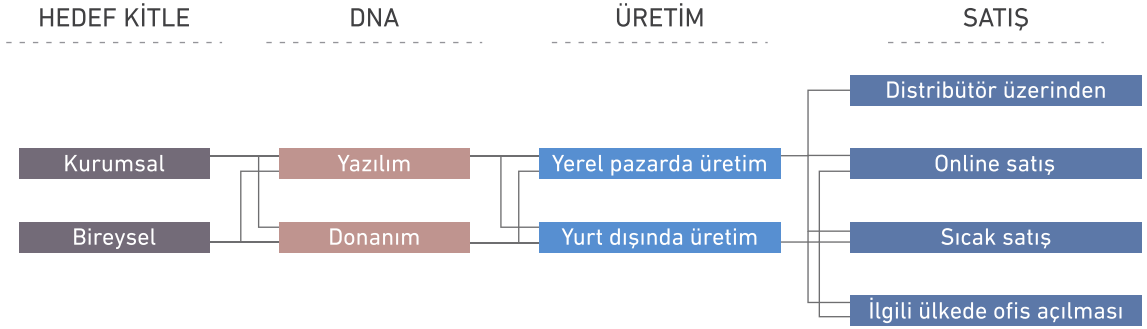 HEDEF KİTLE
DNA
ÜRETİM
SATIŞ
Distribütör üzerinden
Kurumsal
Yazılım
Yerel pazarda üretim
Online satış
Bireysel
Donanım
Yurt dışında üretim
Sıcak satış
İlgili ülkede ofis açılması